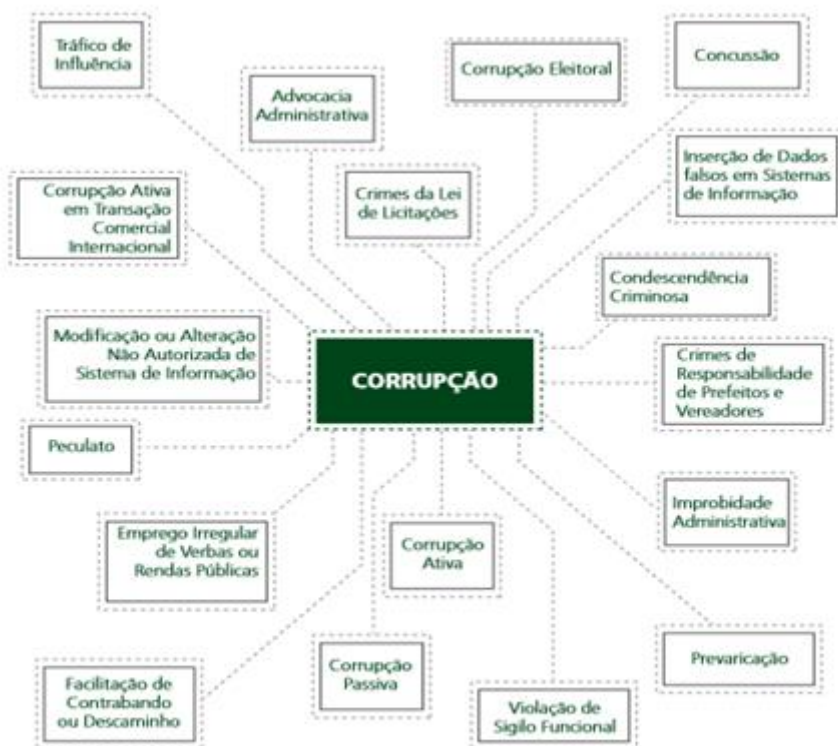 Tráfico de
Influência
Advocacia
Administrativa
Corrupção Eleitoral
Concussão
Corrupção Ativa
em Transação
Comercial
Internacional
Crimes da Lei
de Licitações
Inserção de Dados
falsos em Sistemas
de Informação
Condescendência
Criminosa
Modificação ou Alteração
Não Autorizada de
Sistema de Informação
CORRUPÇÃO
Crimes de
Responsabilidade
de Prefeitos e
Vereadores
Peculato
Emprego Irregular
de Verbas ou
Rendas Públicas
Corrupção
Ativa
Improbidade
Administrativa
Facilitação de
Contrabando
ou Descaminho
Corrupção
Passiva
Violação de
Sigilo Funcional
Prevaricação